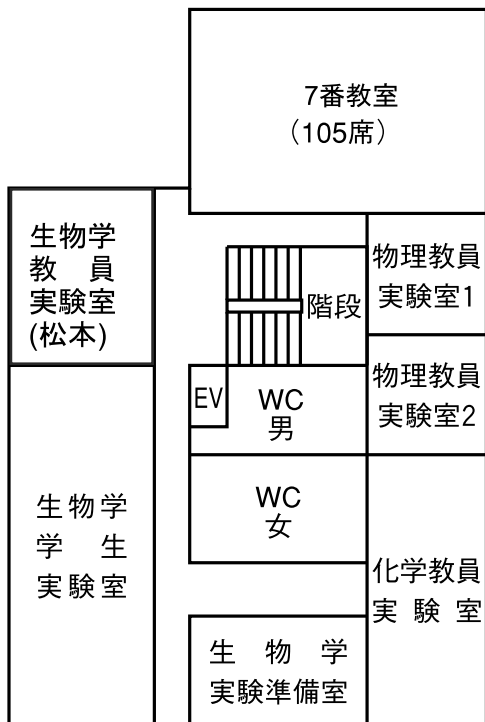 7番教室
（105席）
生物学
教員
実験室
(松本)
物理教員
実験室1
階段
物理教員
実験室2
EV
WC
男
WC
女
生物学
学生
実験室
化学教員
実験室
生物学
実験準備室